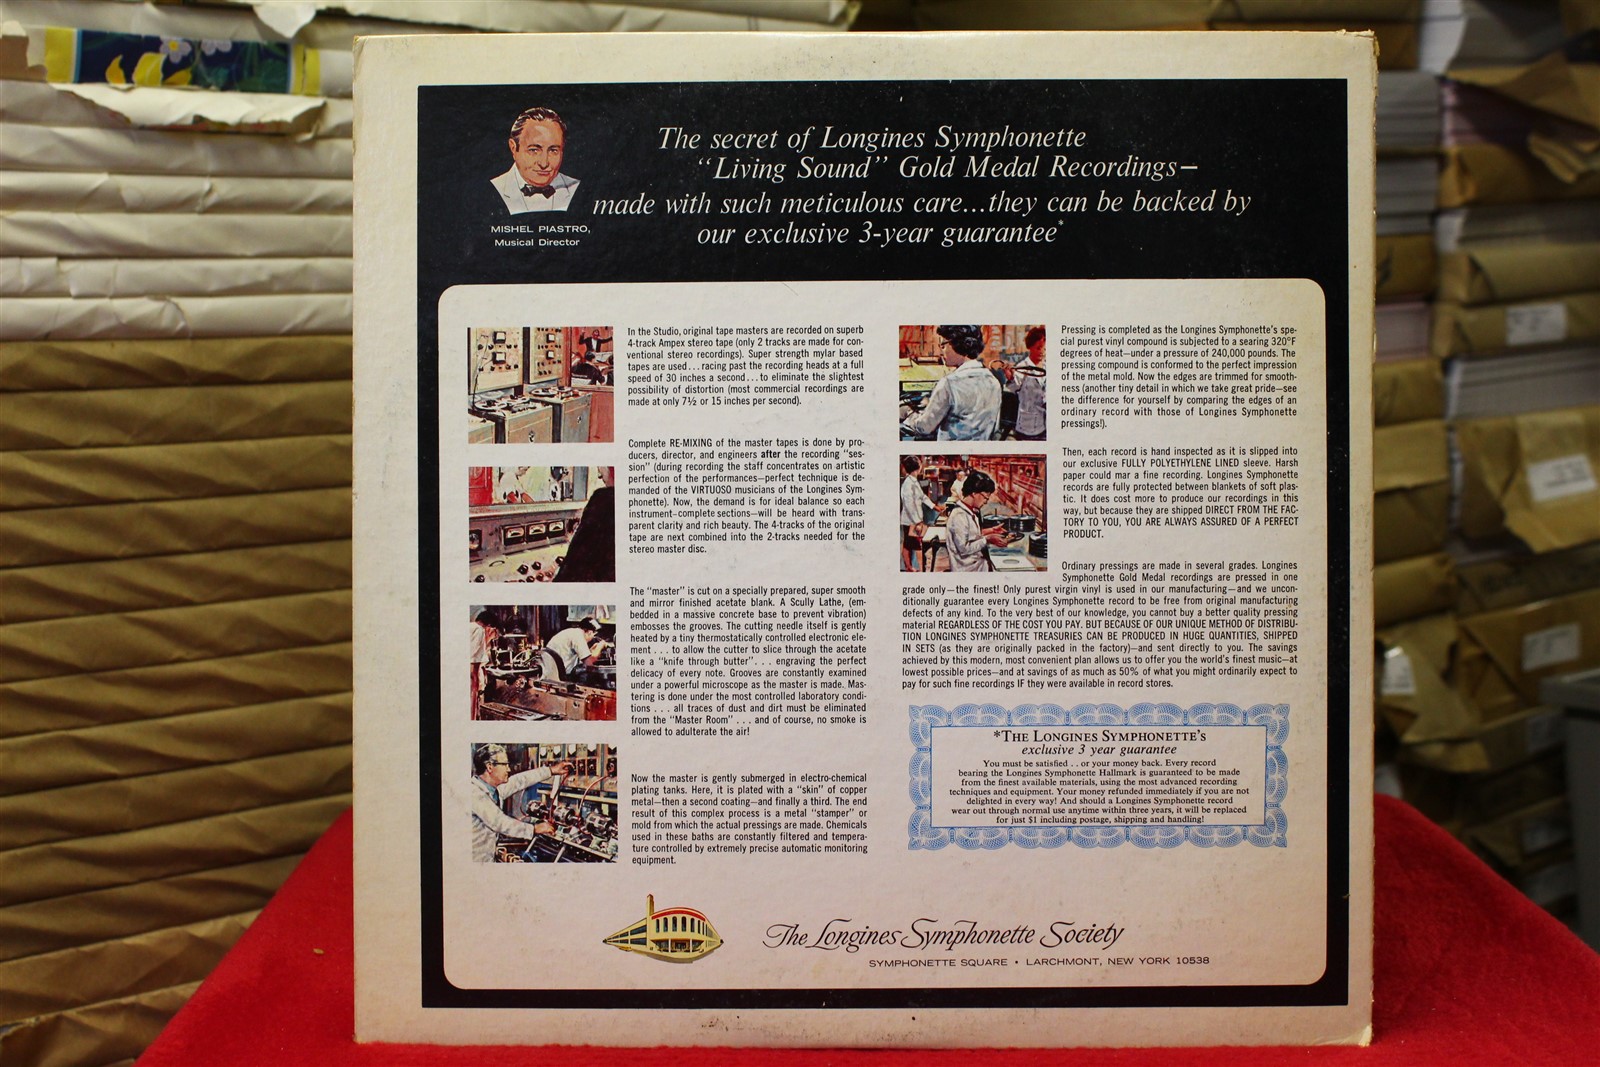 The secret of Longines Symphonette
"Living Sound" Gold Medal Recordings—
made with such meticulous care...they can be backed by
our exclusive 3-year guarantee*
MISHEL PIASTRO,
Musical Director
In the Studio, original tape masters are recorded on superb
4-track Ampex stereo tape (only 2 tracks are made for con-
ventional stereo recordings). Super strength mylar based
tapes are used...racing past the recording heads at a full
speed of 30 inches a second...to eliminate the slightest
possibility of distortion (most commercial recordings are
made at only 7½ or 15 inches per second).
Complete RE-MIXING of the master tapes is done by pro-
ducers, director, and engineers after the recording "ses-
sion" (during recording the staff concentrates on artistic
perfection of the performances—perfect technique is de-
manded of the VIRTUOSO musicians of the Longines Sym-
phonette). Now, the demand is for ideal balance so each
instrument—complete sections—will be heard with trans-
parent clarity and rich beauty. The 4-tracks of the original
tape are next combined into the 2-tracks needed for the
stereo master disc.
The "master" is cut on a specially prepared, super smooth
and mirror finished acetate blank. A Scully Lathe, (em-
bedded in a massive concrete base to prevent vibration)
embosses the grooves. The cutting needle itself is gently
heated by a tiny thermostatically controlled electronic ele-
ment . . . to allow the cutter to slice through the acetate
like a "knife through butter". . . engraving the perfect
delicacy of every note. Grooves are constantly examined
under a powerful microscope as the master is made. Mas-
tering is done under the most controlled laboratory condi-
tions . . . all traces of dust and dirt must be eliminated
from the "Master Room" . . . and of course, no smoke is
allowed to adulterate the air!
Now the master is gently submerged in electro-chemical
plating tanks. Here, it is plated with a "skin" of copper
metal—then a second coating—and finally a third. The end
result of this complex process is a metal "stamper" or
mold from which the actual pressings are made. Chemicals
used in these baths are constantly filtered and tempera-
ture controlled by extremely precise automatic monitoring
equipment.
Pressing is completed as the Longines Symphonette's spe-
cial purest vinyl compound is subjected to a searing 320°F
degrees of heat—under a pressure of 240,000 pounds. The
pressing compound is conformed to the perfect impression
of the metal mold. Now the edges are trimmed for smooth-
ness (another tiny detail in which we take great pride—see
the difference for yourself by comparing the edges of an
ordinary record with those of Longines Symphonette
pressings!).
Then, each record is hand inspected as it is slipped into
our exclusive FULLY POLYETHYLENE LINED sleeve. Harsh
paper could mar a fine recording. Longines Symphonette
records are fully protected between blankets of soft plas-
tic. It does cost more to produce our recordings in this
way, but because they are shipped DIRECT FROM THE FAC-
TORY TO YOU, YOU ARE ALWAYS ASSURED OF A PERFECT
PRODUCT.
Ordinary pressings are made in several grades. Longines
Symphonette Gold Medal recordings are pressed in one
grade only—the finest! Only purest virgin vinyl is used in our manufacturing—and we uncon-
ditionally guarantee every Longines Symphonette record to be free from original manufacturing
defects of any kind. To the very best of our knowledge, you cannot buy a better quality pressing
material REGARDLESS OF THE COST YOU PAY. BUT BECAUSE OF OUR UNIQUE METHOD OF DISTRIBU-
TION LONGINES SYMPHONETTE TREASURIES CAN BE PRODUCED IN HUGE QUANTITIES, SHIPPED
IN SETS (as they are originally packed in the factory)—and sent directly to you. The savings
achieved by this modern, most convenient plan allows us to offer you the world's finest music—at
lowest possible prices—and at savings of as much as 50% of what you might ordinarily expect to
pay for such fine recordings IF they were available in record stores.
*THE LONGINES SYMPHONETTE'S
exclusive 3 year guarantee
You must be satisfied . . or your money back. Every record
bearing the Longines Symphonette Hallmark is guaranteed to be made
from the finest available materials, using the most advanced recording
techniques and equipment. Your money refunded immediately if you are not
delighted in every way! And should a Longines Symphonette record
wear out through normal use anytime within three years, it will be replaced
for just $1 including postage, shipping and handling!
The Longines Symphonette Society
SYMPHONETTE SQUARE • LARCHMONT, NEW YORK 10538